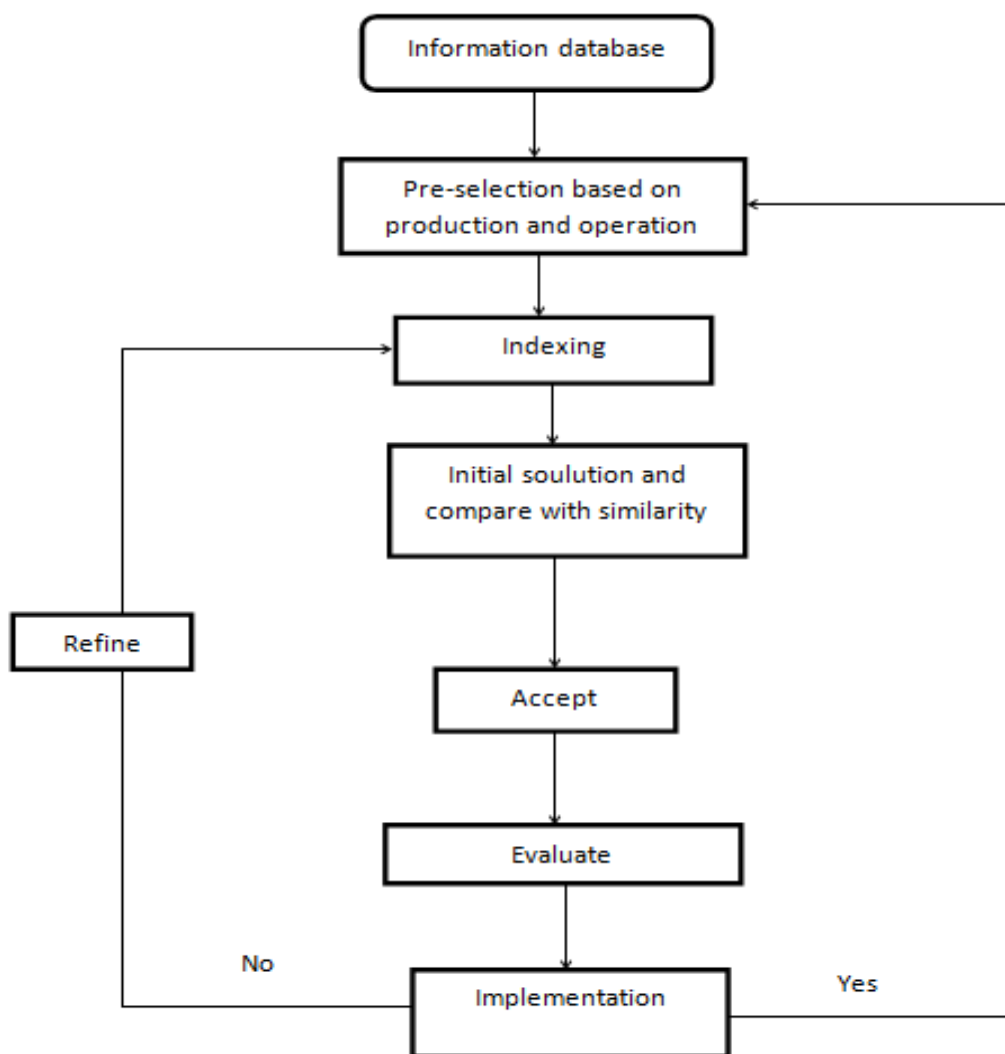 Information database
Pre-selection based on
production and operation
Indexing
Initial soulution and
compare with similarity
Refine
Accept
Evaluate
No
Implementation
Yes